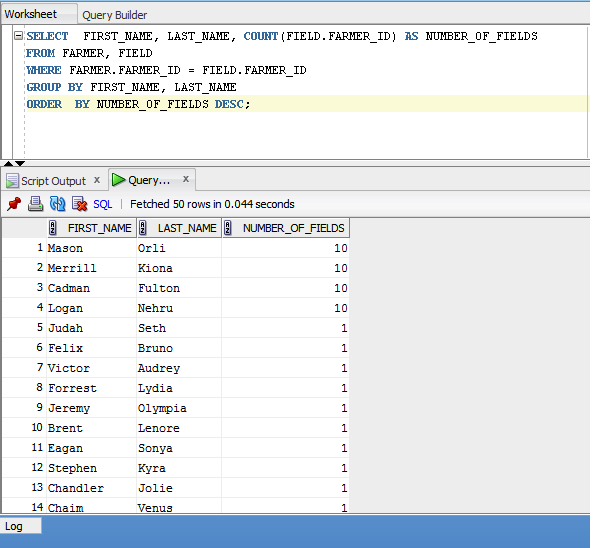 Worksheet Query Builder
SELECT FIRST_NAME, LAST_NAME, COUNT(FIELD.FARMER_ID) AS NUMBER_OF_FIELDS
FROM FARMER, FIELD
WHERE FARMER.FARMER_ID = FIELD.FARMER_ID
GROUP BY FIRST_NAME, LAST_NAME
ORDER BY NUMBER_OF_FIELDS DESC;
Script Output x Query... x
SQL | Fetched 50 rows in 0.044 seconds
FIRST_NAME LAST_NAME NUMBER_OF_FIELDS
1 Mason Orli 10
2 Merrill Kiona 10
3 Cadman Fulton 10
4 Logan Nehru 10
5 Judah Seth 1
6 Felix Bruno 1
7 Victor Audrey 1
8 Forrest Lydia 1
9 Jeremy Olympia 1
10 Brent Lenore 1
11 Eagan Sonya 1
12 Stephen Kyra 1
13 Chandler Jolie 1
14 Chaim Venus 1
Log